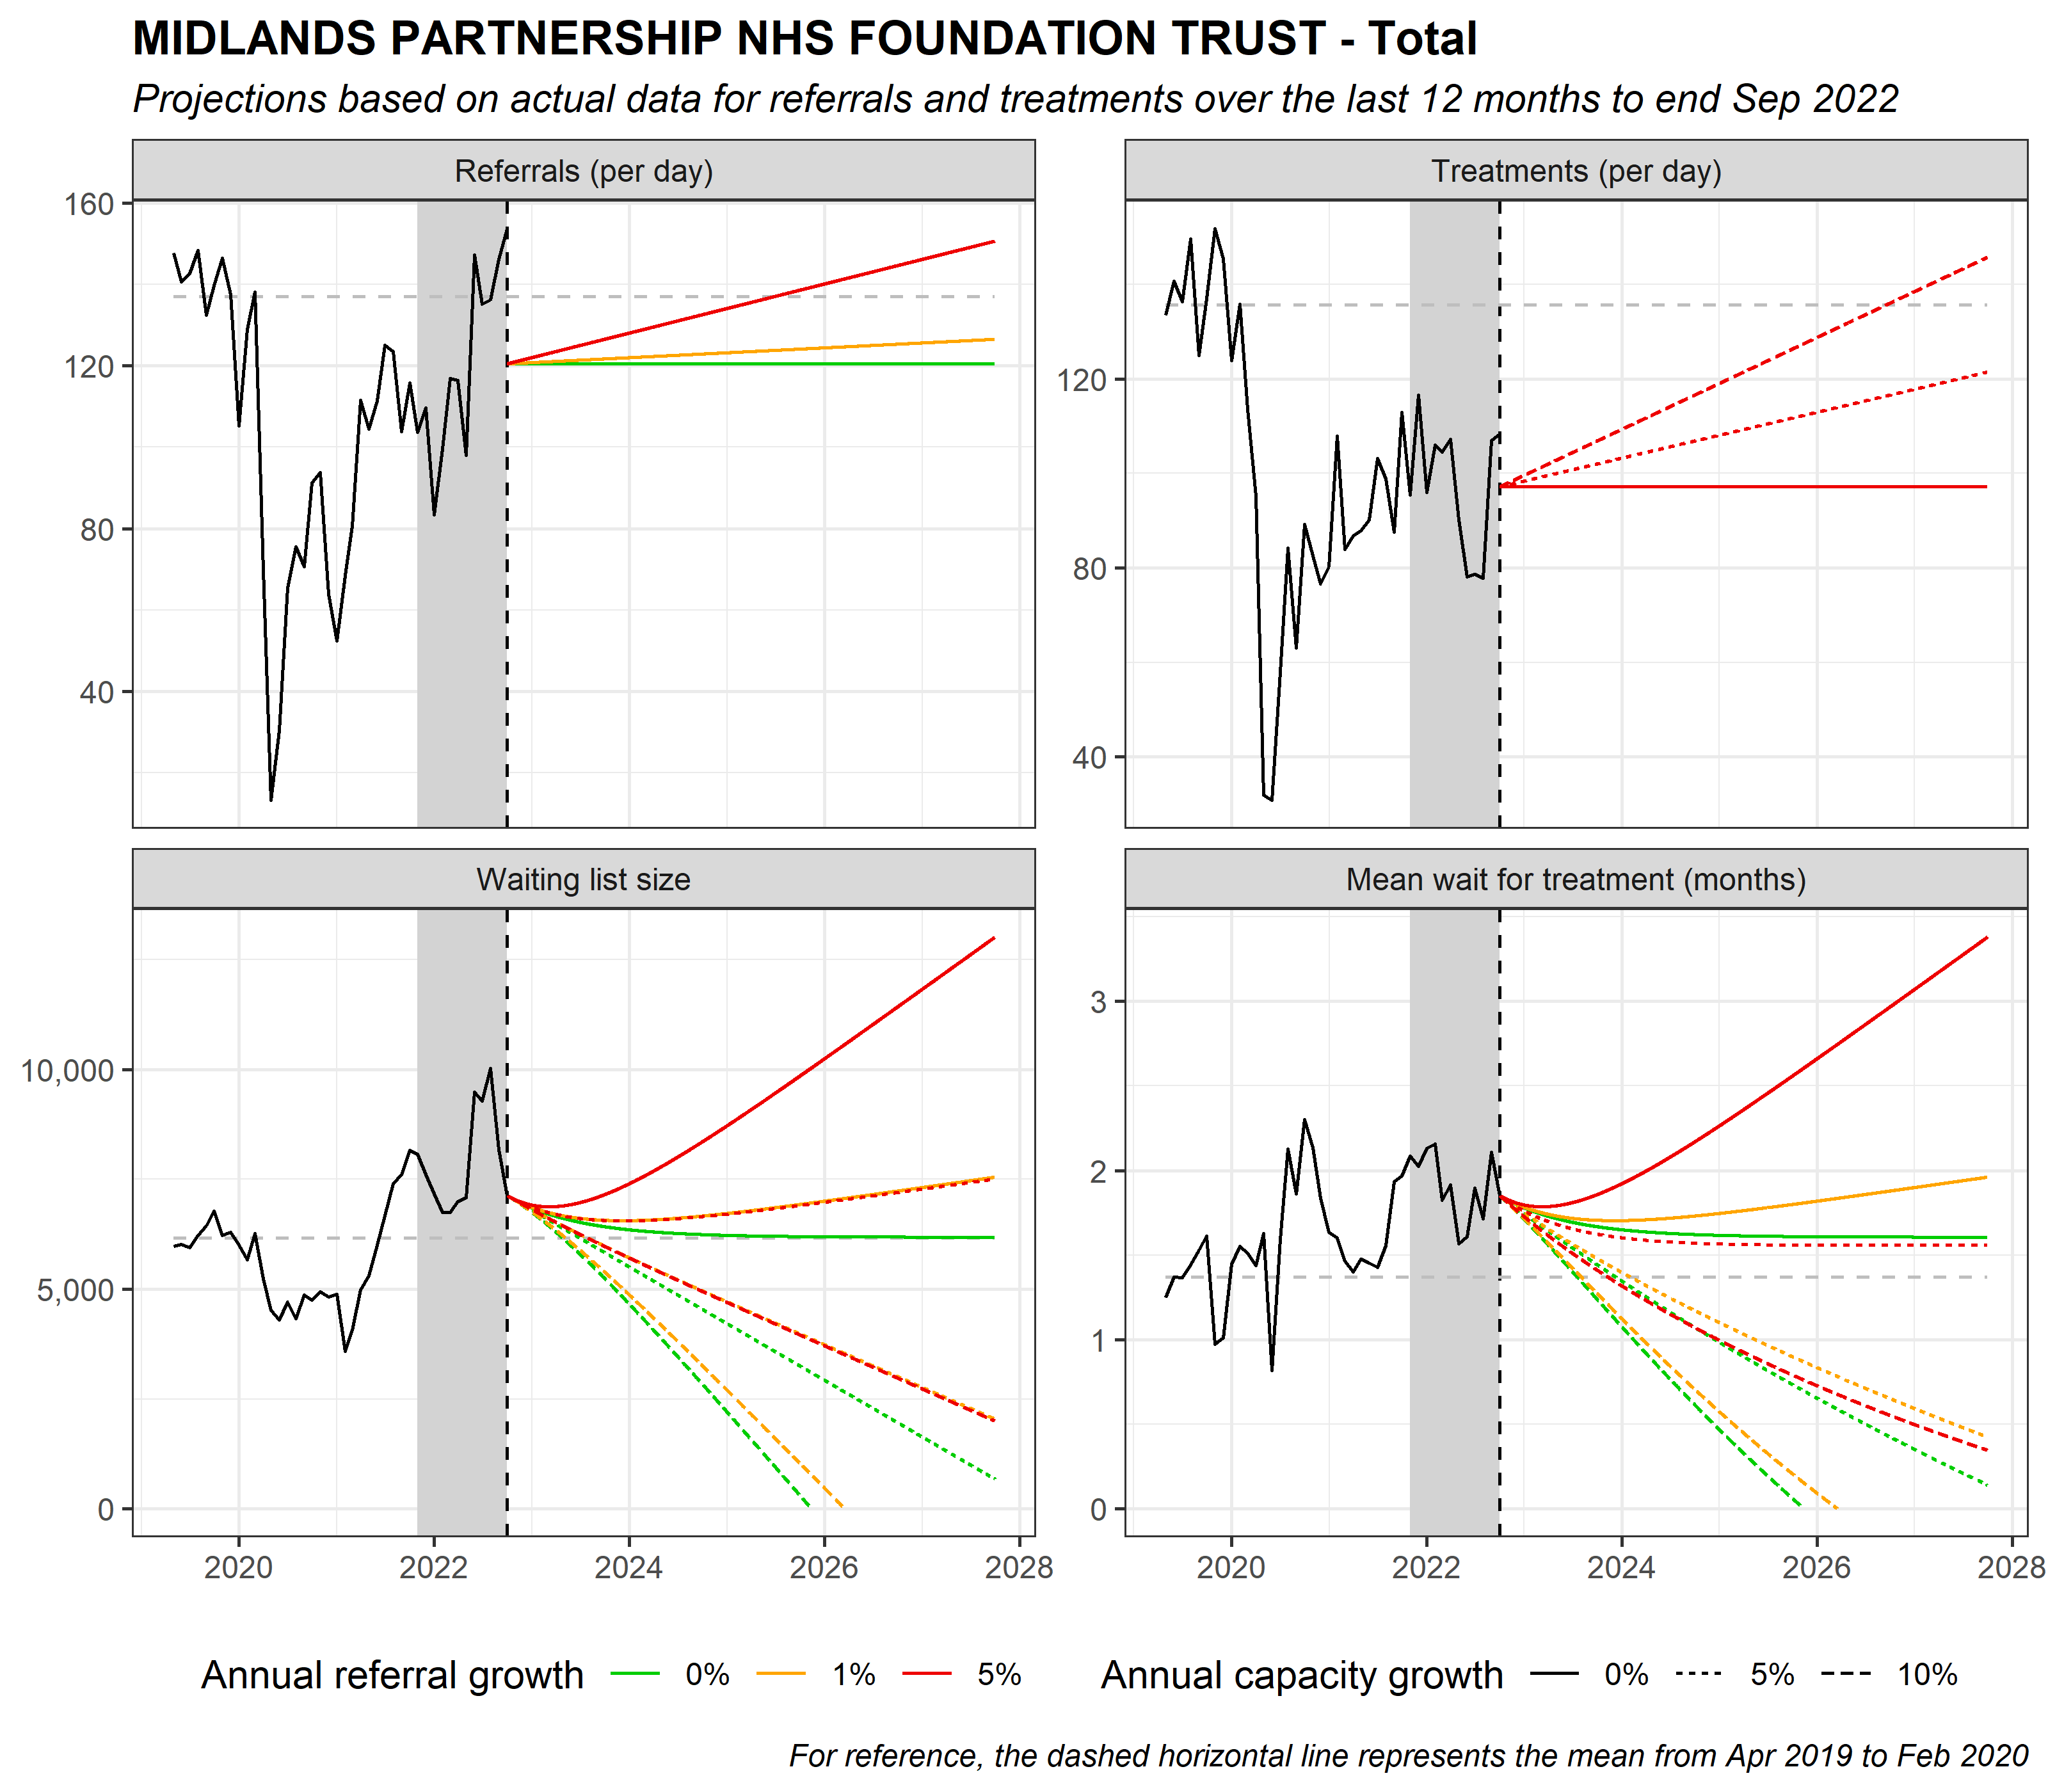 MIDLANDS PARTNERSHIP NHS FOUNDATION TRUST - Total
Projections based on actual data for referrals and treatments over the last 12 months to end Sep 2022
Referrals (per day)
160
120
80
40
Treatments (per day)
120
80
40
Waiting list size
10,000
5,000
0
2020 2022 2024 2026 2028
Mean wait for treatment (months)
3
2
1
0
2020 2022 2024 2026 2028
Annual referral growth 0% 1% 5%
Annual capacity growth 0% 5% 10%
For reference, the dashed horizontal line represents the mean from Apr 2019 to Feb 2020